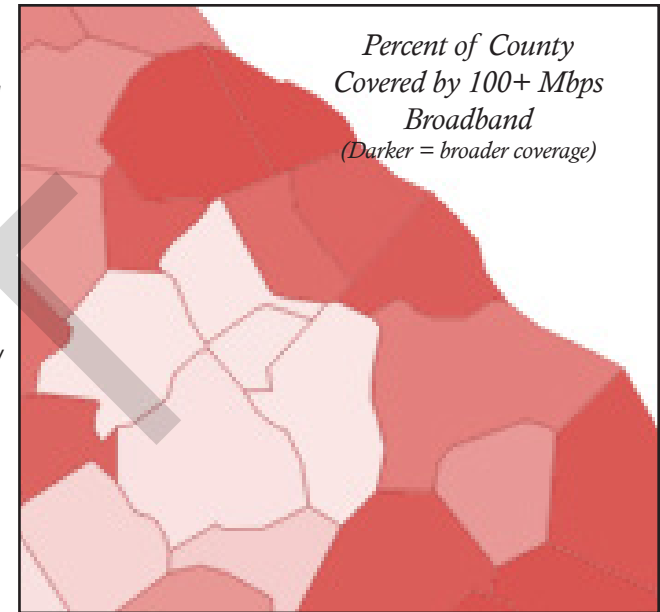 Percent of County
Covered by 100+ Mbps
Broadband
(Darker = broader coverage)